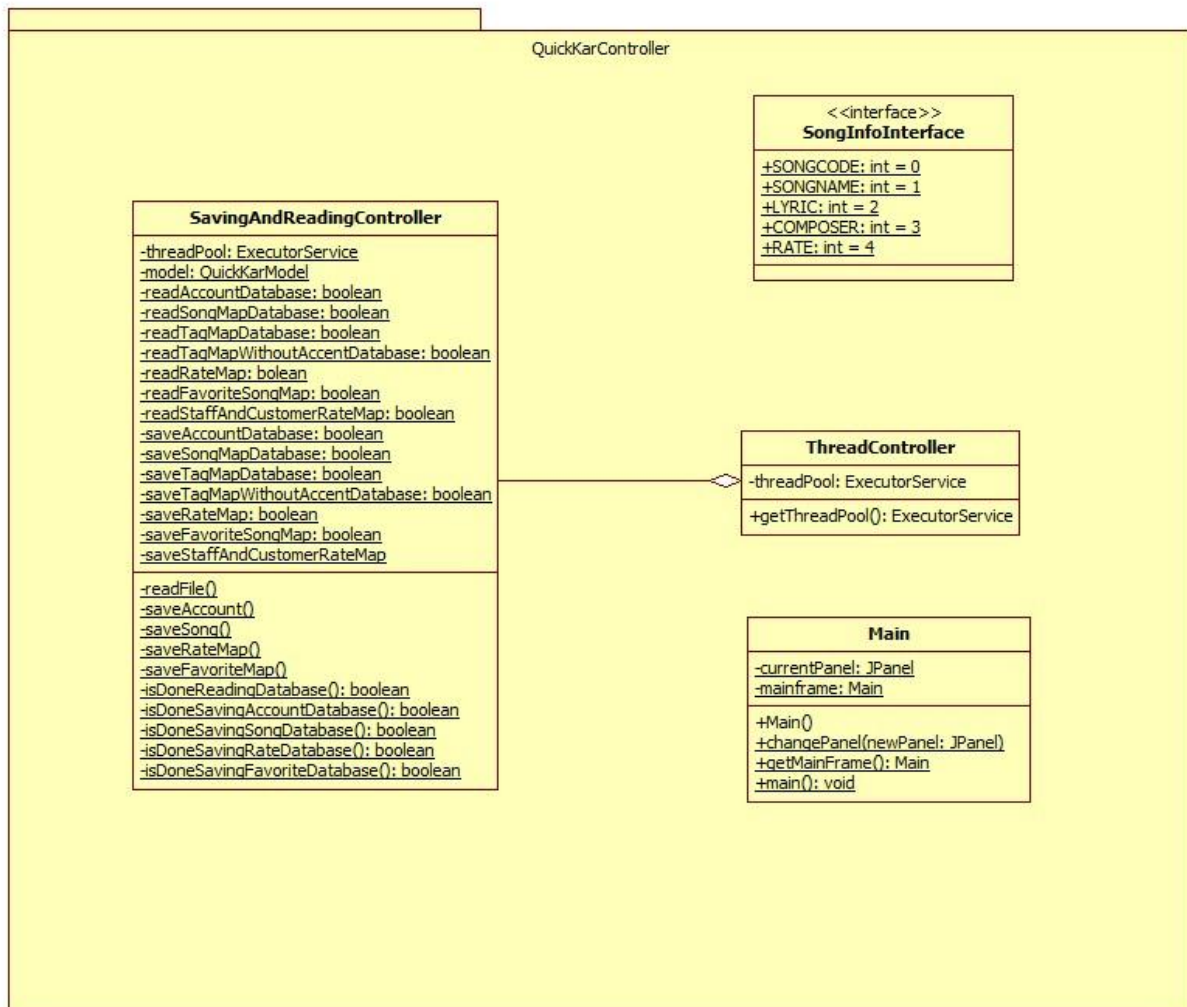 QuickKarController
<<interface>>
SongInfoInterface
+SONGCODE: int = 0
+SONGNAME: int = 1
+LYRIC: int = 2
+COMPOSER: int = 3
+RATE: int = 4
SavingAndReadingController
-threadPool: ExecutorService
-model: QuickKarModel
-readAccountDatabase: boolean
-readSongMapDatabase: boolean
-readTagMapDatabase: boolean
-readTagMapWithoutAccentDatabase: boolean
-readRateMap: bolean
-readFavoriteSongMap: boolean
-readStaffAndCustomerRateMap: boolean
-saveAccountDatabase: boolean
-saveSongMapDatabase: boolean
-saveTagMapDatabase: boolean
-saveTagMapWithoutAccentDatabase: boolean
-saveRateMap: boolean
-saveFavoriteSongMap: boolean
-saveStaffAndCustomerRateMap
-readFile()
-saveAccount()
-saveSong()
-saveRateMap()
-saveFavoriteMap()
-isDoneReadingDatabase(): boolean
-isDoneSavingAccountDatabase(): boolean
-isDoneSavingSongDatabase(): boolean
-isDoneSavingRateDatabase(): boolean
-isDoneSavingFavoriteDatabase(): boolean
ThreadController
-threadPool: ExecutorService
+getThreadPool(): ExecutorService
Main
-currentPanel: JPanel
-mainframe: Main
+Main()
+changePanel(newPanel: JPanel)
+getMainFrame(): Main
+main(): void